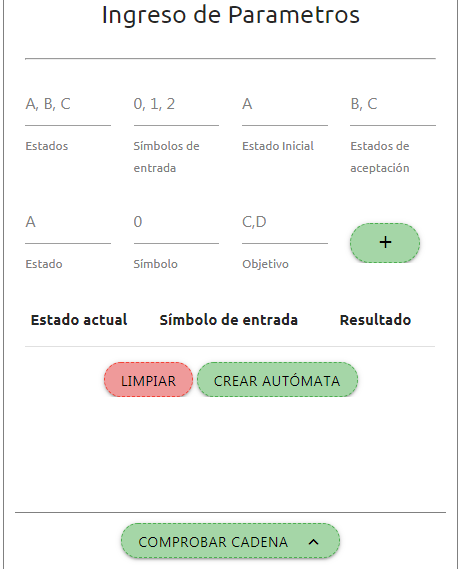 Ingreso de Parametros
A, B, C 0, 1, 2 A B, C
Estados Símbolos de entrada Estado Inicial Estados de aceptación
A 0 C,D +
Estado Símbolo Objetivo
Estado actual Símbolo de entrada Resultado
LIMPIAR CREAR AUTÓMATA
COMPROBAR CADENA